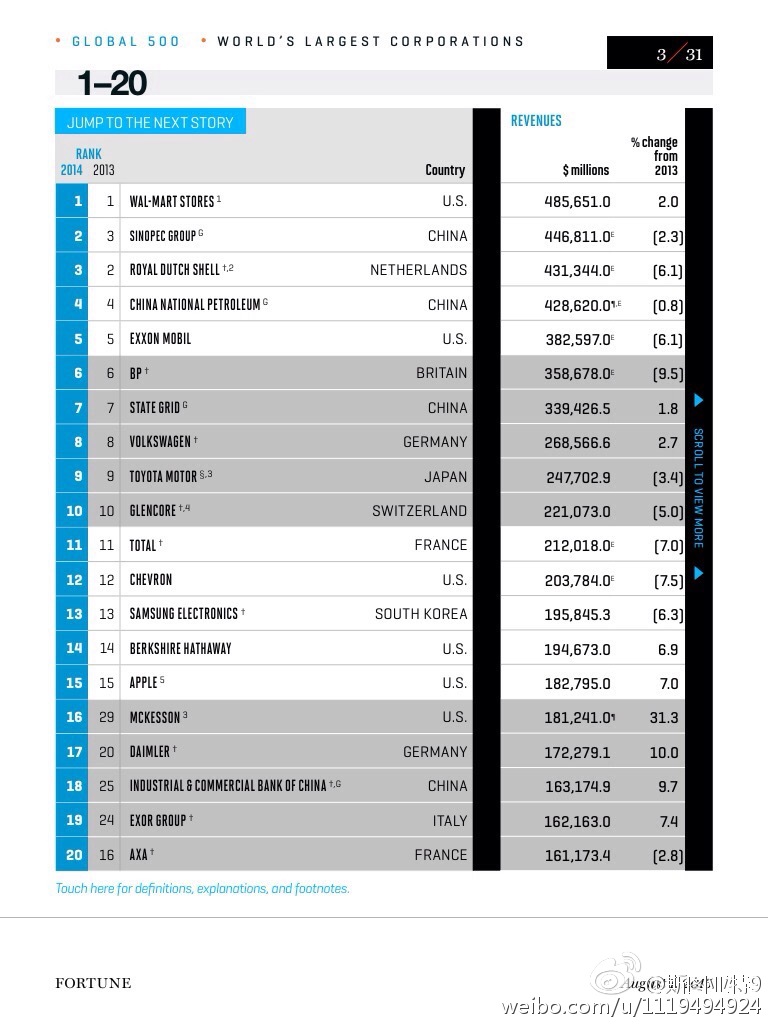 • GLOBAL 500 • WORLD'S LARGEST CORPORATIONS
3/31
1–20
JUMP TO THE NEXT STORY
REVENUES
RANK
2014 2013 Country $ millions % change from 2013
1 1 WAL-MART STORES 1 U.S. 485,651.0 2.0
2 3 SINOPEC GROUP G CHINA 446,811.0E (2.3)
3 2 ROYAL DUTCH SHELL †,2 NETHERLANDS 431,344.0E (6.1)
4 4 CHINA NATIONAL PETROLEUM G CHINA 428,620.0¶,E (0.8)
5 5 EXXON MOBIL U.S. 382,597.0E (6.1)
6 6 BP † BRITAIN 358,678.0E (9.5)
7 7 STATE GRID G CHINA 339,426.5 1.8
8 8 VOLKSWAGEN † GERMANY 268,566.6 2.7
9 9 TOYOTA MOTOR §,3 JAPAN 247,702.9 (3.4)
10 10 GLENCORE †,4 SWITZERLAND 221,073.0 (5.0)
11 11 TOTAL † FRANCE 212,018.0E (7.0)
12 12 CHEVRON U.S. 203,784.0E (7.5)
13 13 SAMSUNG ELECTRONICS † SOUTH KOREA 195,845.3 (6.3)
14 14 BERKSHIRE HATHAWAY U.S. 194,673.0 6.9
15 15 APPLE 5 U.S. 182,795.0 7.0
16 29 MCKESSON 3 U.S. 181,241.0¶ 31.3
17 20 DAIMLER † GERMANY 172,279.1 10.0
18 25 INDUSTRIAL & COMMERCIAL BANK OF CHINA †,G CHINA 163,174.9 9.7
19 24 EXOR GROUP † ITALY 162,163.0 7.4
20 16 AXA † FRANCE 161,173.4 (2.8)
SCROLL TO VIEW MORE
Touch here for definitions, explanations, and footnotes.
FORTUNE
August
weibo.com/u/1119494924